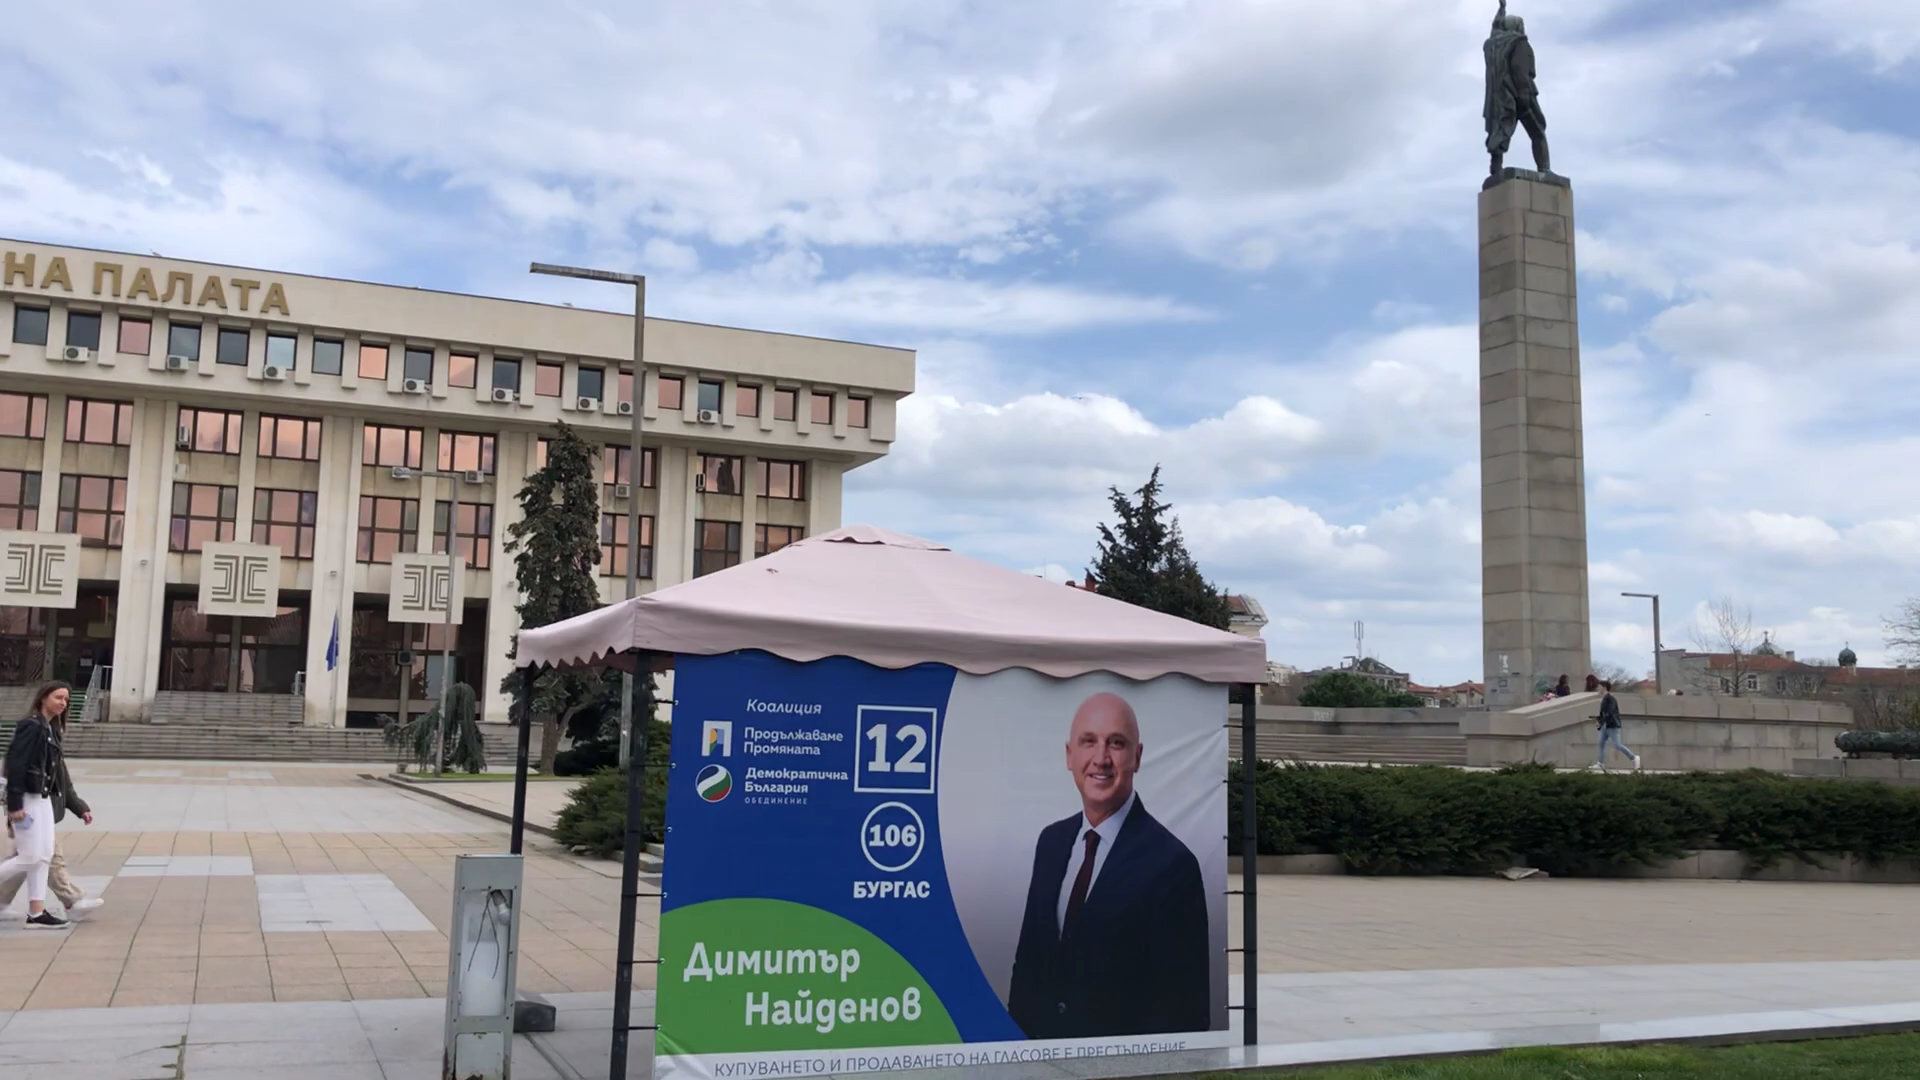 НА ПАЛАТА
Коалиция
Продължаваме
Промяната
Демократична
България
ОБЕДИНЕНИЕ
12
106
БУРГАС
Димитър
Найденов
КУПУВАНЕТО И ПРОДАВАНЕТО НА ГЛАСОВЕ Е ПРЕСТЪПЛЕНИЕ